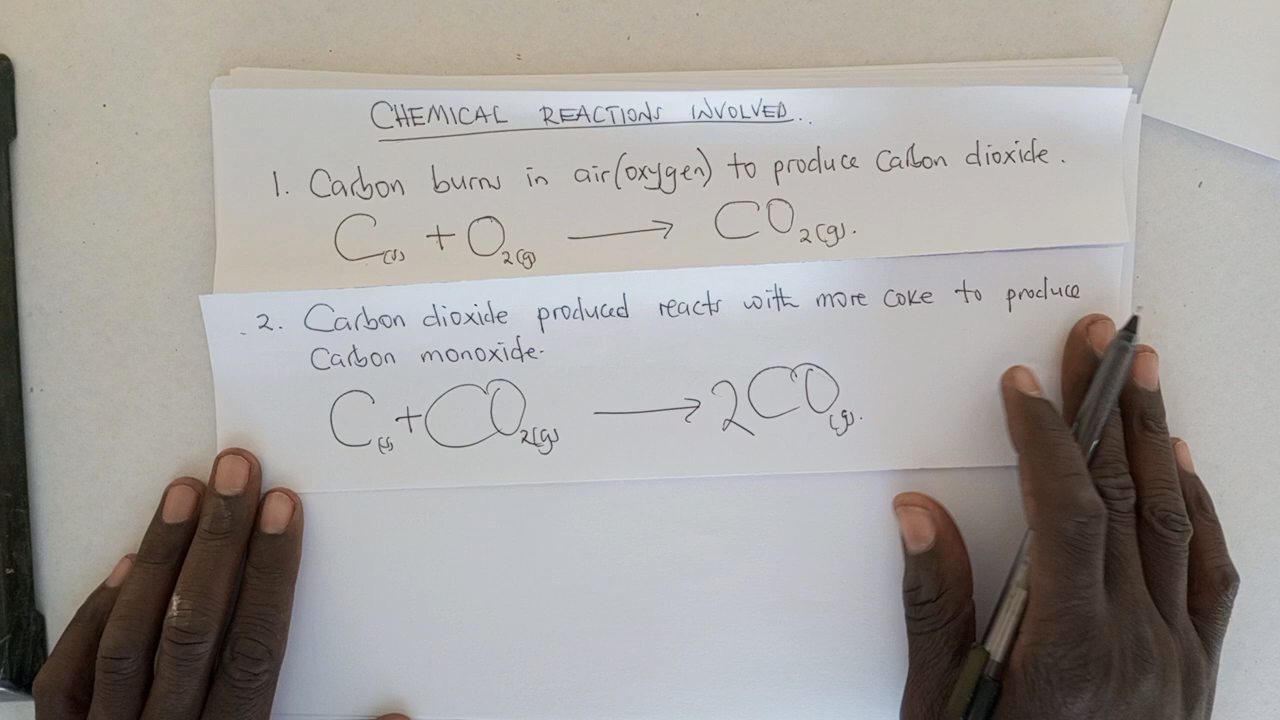 CHEMICAL REACTIONS INVOLVED..
1. Carbon burns in air(oxygen) to produce Carbon dioxide.
C(s) + O2(g) → CO2(g).
2. Carbon dioxide produced reacts with more coke to produce
Carbon monoxide.
C(s) + CO2(g) → 2CO(g).